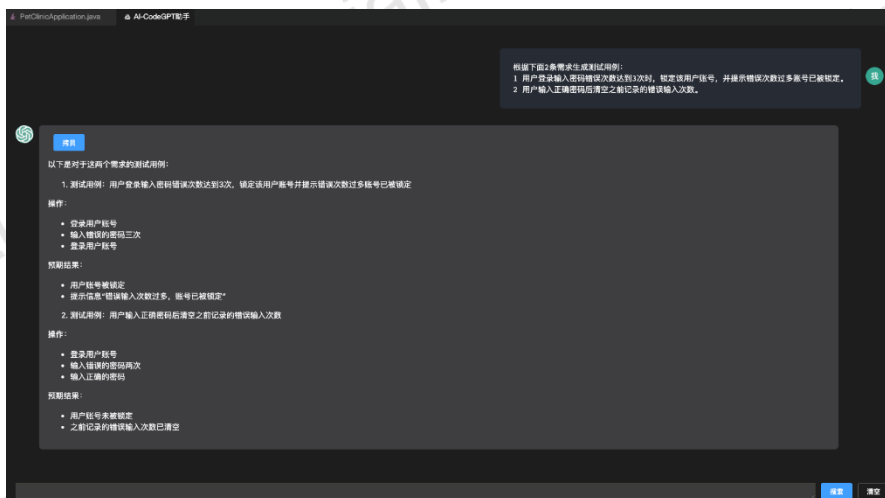 PetClinicApplication.java
AI-CodeGPT助手
根据下面2条需求生成测试用例：
1 用户登录输入密码错误次数达到3次时，锁定该用户账号，并提示错误次数过多账号已被锁定。
2 用户输入正确密码后清空之前记录的错误输入次数。
我
拷贝
以下是对于这两个需求的测试用例：
1. 测试用例：用户登录输入密码错误次数达到3次，锁定该用户账号并提示错误次数过多账号已被锁定
操作：
• 登录用户账号
• 输入错误的密码三次
• 登录用户账号
预期结果：
• 用户账号被锁定
• 提示信息“错误输入次数过多，账号已被锁定”
2. 测试用例：用户输入正确密码后清空之前记录的错误输入次数
操作：
• 登录用户账号
• 输入错误的密码两次
• 输入正确的密码
预期结果：
• 用户账号未被锁定
• 之前记录的错误输入次数已清空
搜索
清空